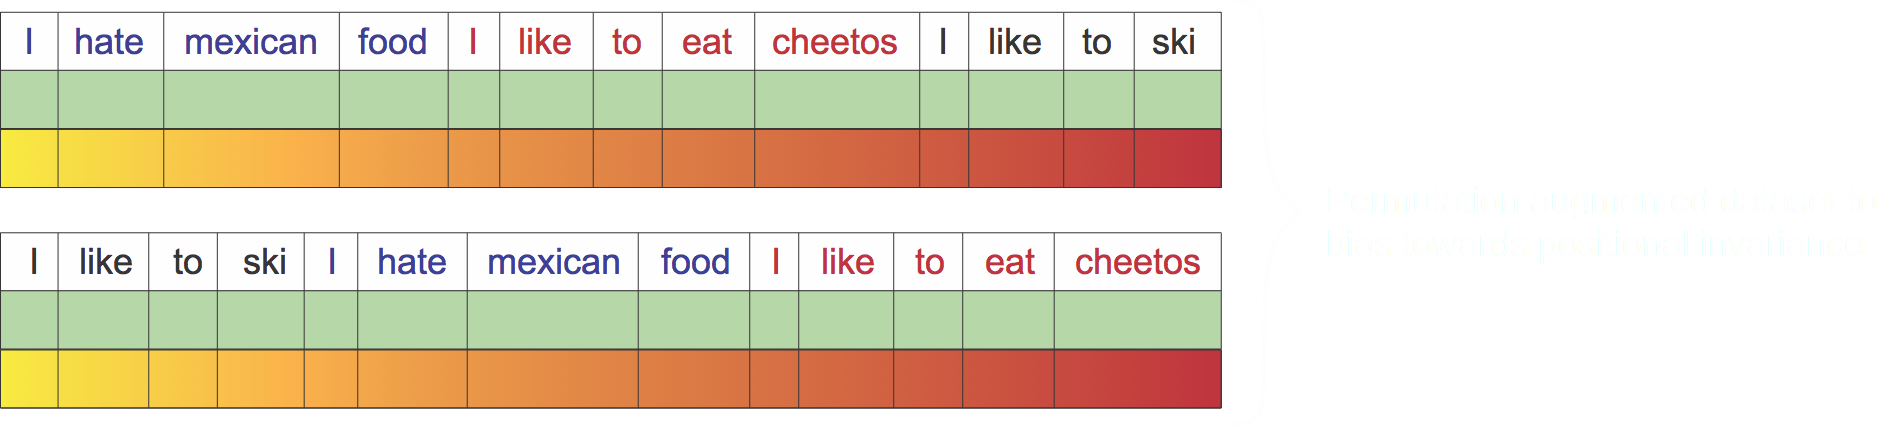 I hate mexican food I like to eat cheetos I like to ski
I like to ski I hate mexican food I like to eat cheetos